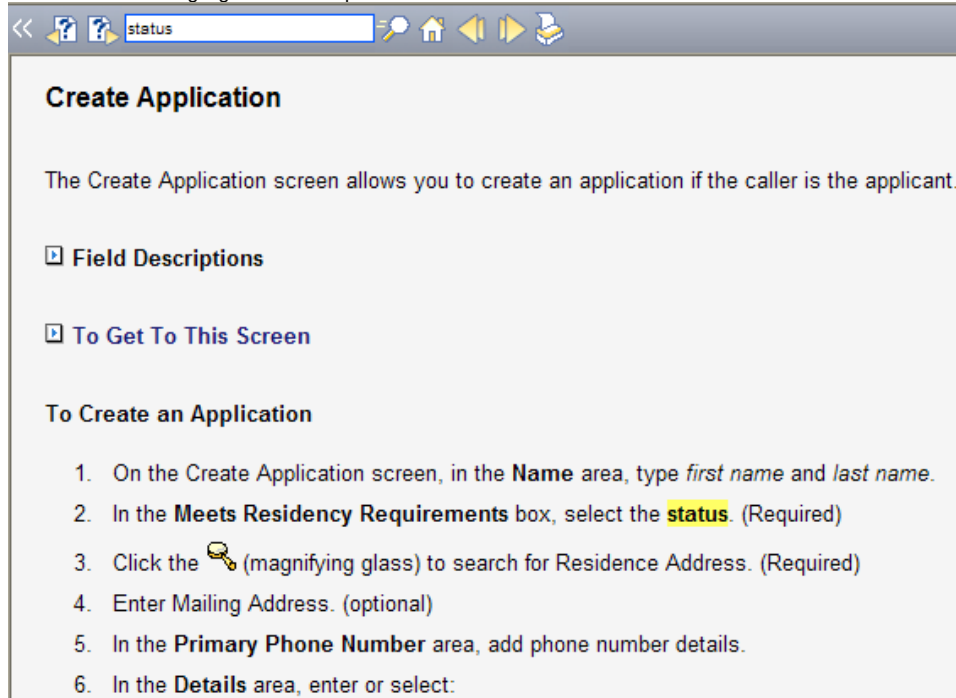 status
Create Application
The Create Application screen allows you to create an application if the caller is the applicant.
Field Descriptions
To Get To This Screen
To Create an Application
1. On the Create Application screen, in the Name area, type first name and last name.
2. In the Meets Residency Requirements box, select the status. (Required)
3. Click the (magnifying glass) to search for Residence Address. (Required)
4. Enter Mailing Address. (optional)
5. In the Primary Phone Number area, add phone number details.
6. In the Details area, enter or select: